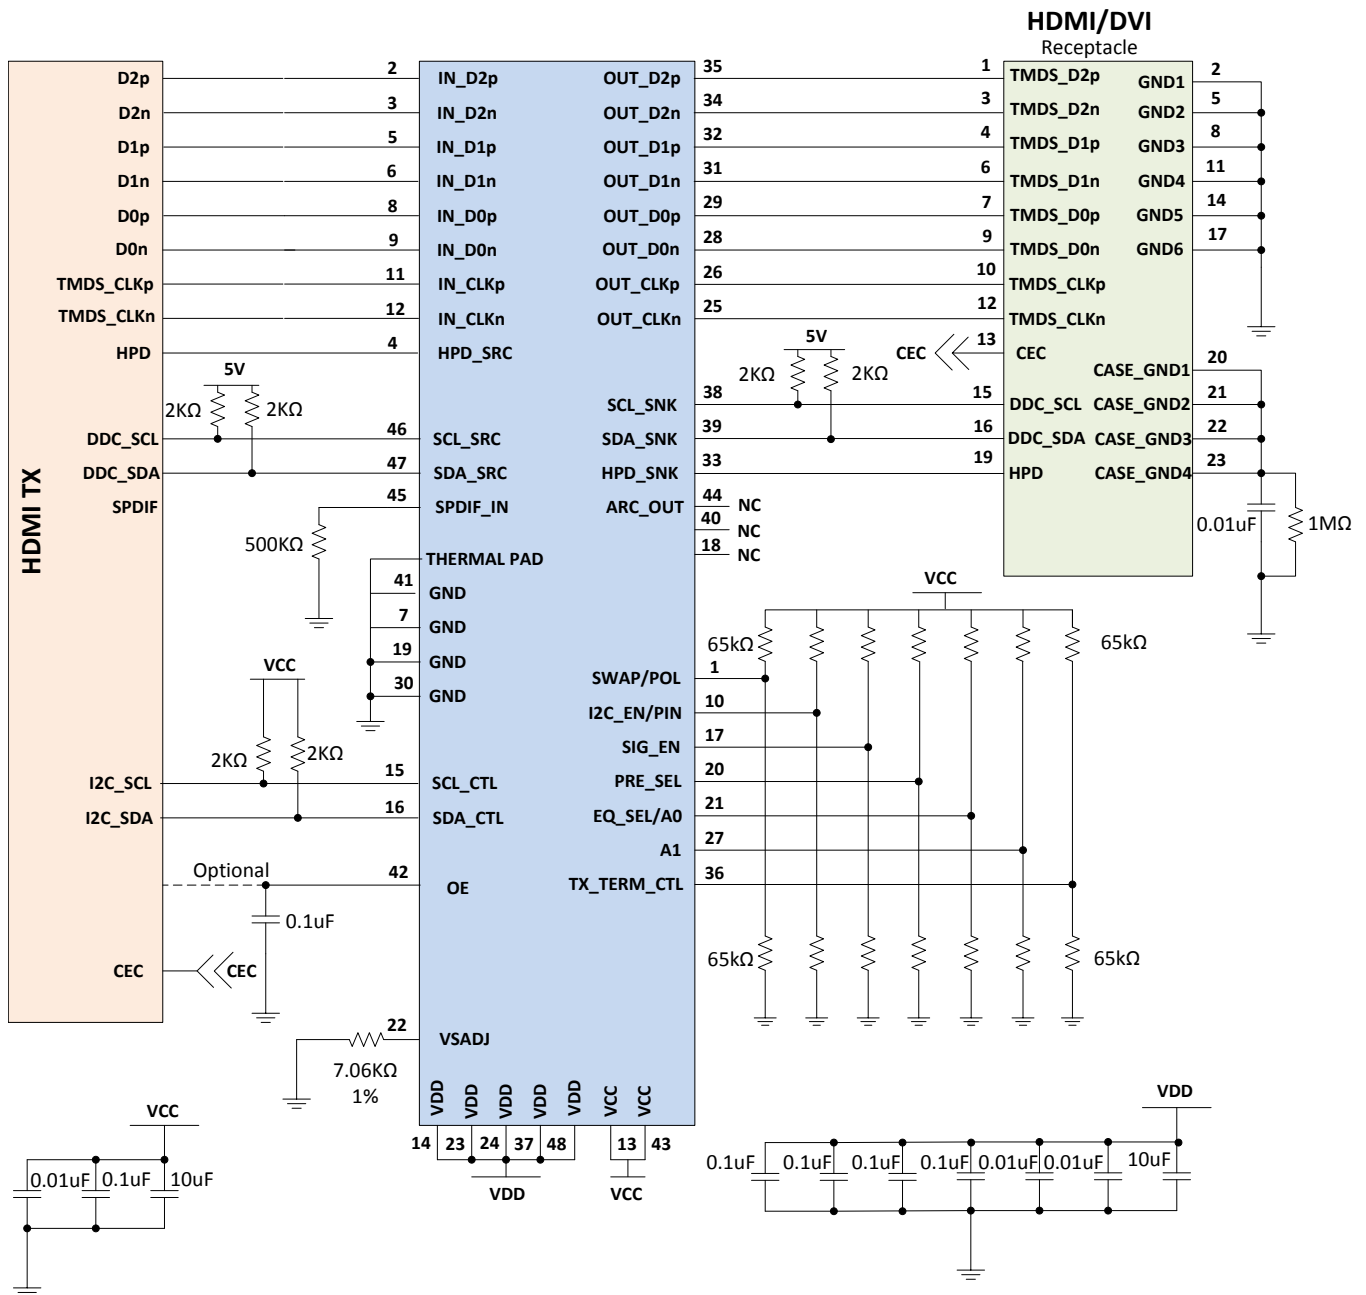 HDMI/DVI
Receptacle
HDMI TX
D2p 2 IN_D2p OUT_D2p 35 1 TMDS_D2p GND1 2
D2n 3 IN_D2n OUT_D2n 34 3 TMDS_D2n GND2 5
D1p 5 IN_D1p OUT_D1p 32 4 TMDS_D1p GND3 8
D1n 6 IN_D1n OUT_D1n 31 6 TMDS_D1n GND4 11
D0p 8 IN_D0p OUT_D0p 29 7 TMDS_D0p GND5 14
D0n 9 IN_D0n OUT_D0n 28 9 TMDS_D0n GND6 17
TMDS_CLKp 11 IN_CLKp OUT_CLKp 26 10 TMDS_CLKp
TMDS_CLKn 12 IN_CLKn OUT_CLKn 25 12 TMDS_CLKn
HPD 4 HPD_SRC 5V CEC 13 CEC
5V 2KΩ 2KΩ CASE_GND1 20
2KΩ 2KΩ SCL_SNK 38 15 DDC_SCL CASE_GND2 21
DDC_SCL 46 SCL_SRC SDA_SNK 39 16 DDC_SDA CASE_GND3 22
DDC_SDA 47 SDA_SRC HPD_SNK 33 19 HPD CASE_GND4 23
SPDIF 45 SPDIF_IN ARC_OUT 44 NC
40 NC
18 NC
0.01uF 1MΩ
500KΩ
THERMAL PAD
41 GND
7 GND
19 GND
30 GND
VCC
65kΩ 65kΩ
SWAP/POL 1
I2C_EN/PIN 10
SIG_EN 17
PRE_SEL 20
EQ_SEL/A0 21
A1 27
TX_TERM_CTL 36
65kΩ 65kΩ
VCC
2KΩ 2KΩ
I2C_SCL 15 SCL_CTL
I2C_SDA 16 SDA_CTL
Optional 42 OE
0.1uF
CEC CEC
22 VSADJ
7.06KΩ
1%
VDD VDD VDD VDD VDD VCC VCC
14 23 24 37 48 13 43
VDD VCC
VCC
0.01uF 0.1uF 10uF
VDD
0.1uF 0.1uF 0.1uF 0.1uF 0.01uF 0.01uF 10uF